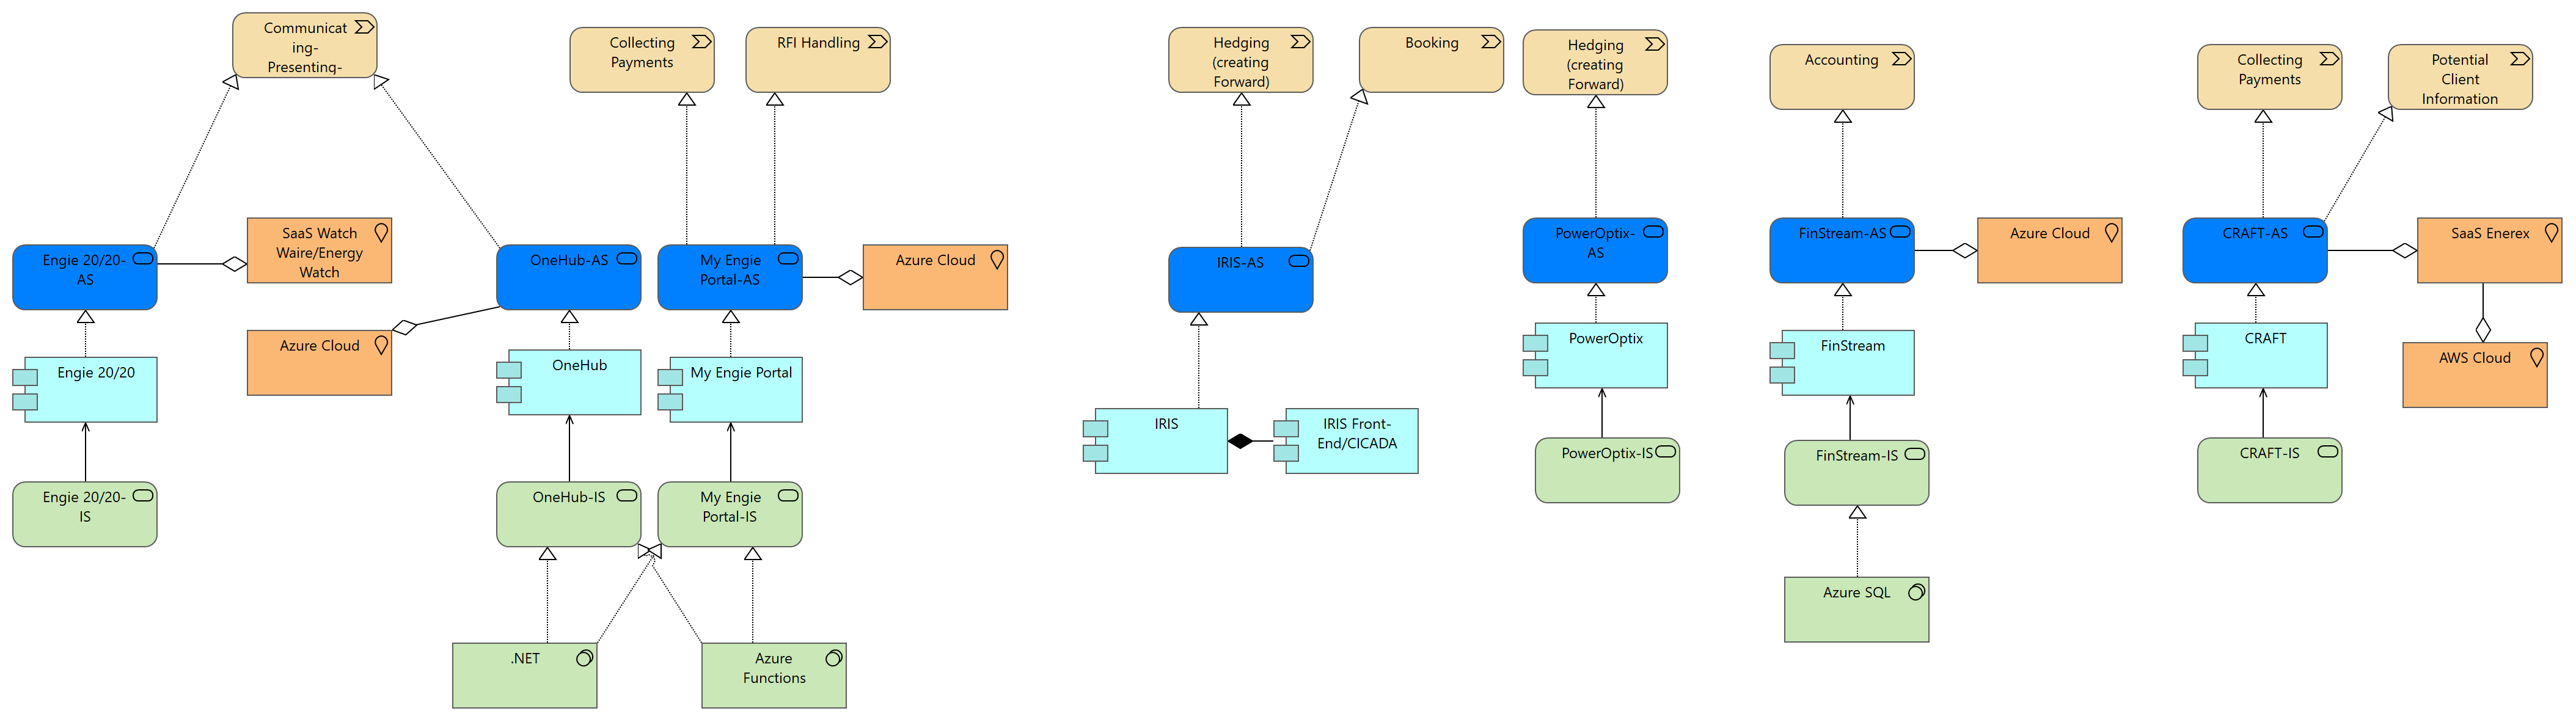 Communicat
ing-
Presenting-
Collecting
Payments
RFI Handling
Hedging
(creating
Forward)
Booking
Hedging
(creating
Forward)
Accounting
Collecting
Payments
Potential
Client
Information
Engie 20/20-
AS
SaaS Watch
Waire/Energy
Watch
OneHub-AS
My Engie
Portal-AS
Azure Cloud
IRIS-AS
PowerOptix-
AS
FinStream-AS
Azure Cloud
CRAFT-AS
SaaS Enerex
Azure Cloud
Engie 20/20
OneHub
My Engie Portal
PowerOptix
FinStream
CRAFT
AWS Cloud
IRIS
IRIS Front-
End/CICADA
Engie 20/20-
IS
OneHub-IS
My Engie
Portal-IS
PowerOptix-IS
FinStream-IS
CRAFT-IS
Azure SQL
.NET
Azure
Functions